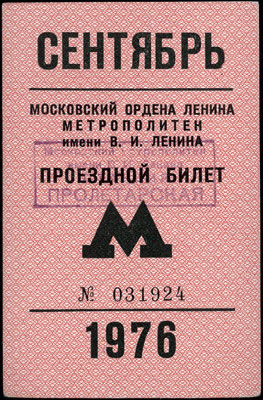 СЕНТЯБРЬ
МОСКОВСКИЙ ОРДЕНА ЛЕНИНА
МЕТРОПОЛИТЕН
имени В. И. ЛЕНИНА
ПРОЕЗДНОЙ БИЛЕТ
ПРОЛЕТАРСКАЯ
М
№ 031924
1976